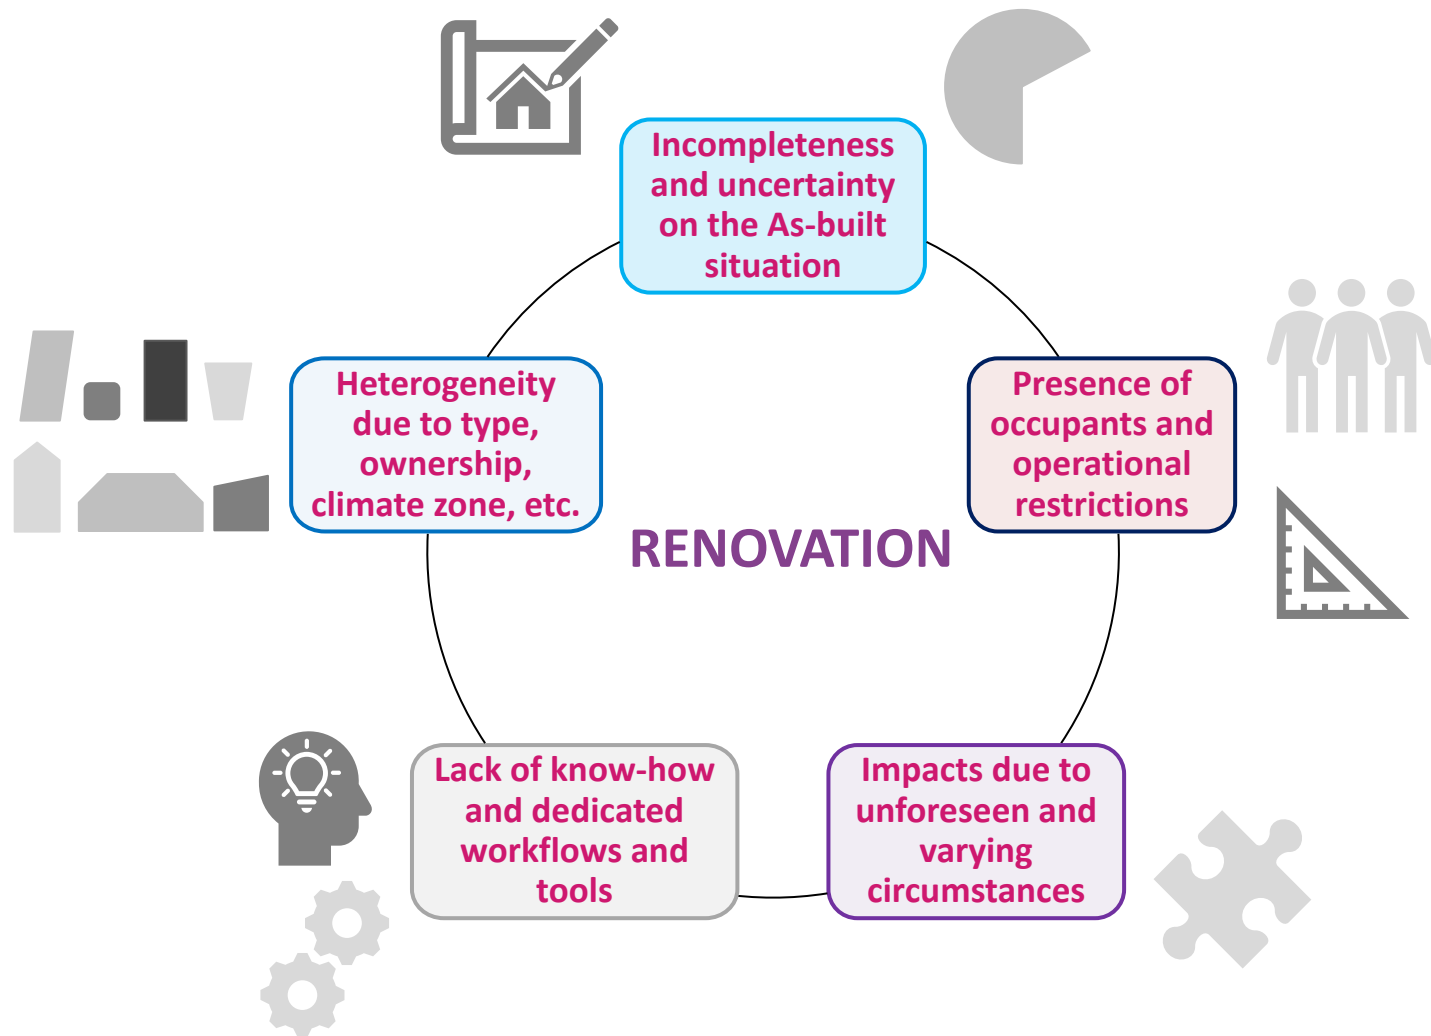 Incompleteness
and uncertainty
on the As-built
situation
Heterogeneity
due to type,
ownership,
climate zone, etc.
Presence of
occupants and
operational
restrictions
RENOVATION
Lack of know-how
and dedicated
workflows and
tools
Impacts due to
unforeseen and
varying
circumstances